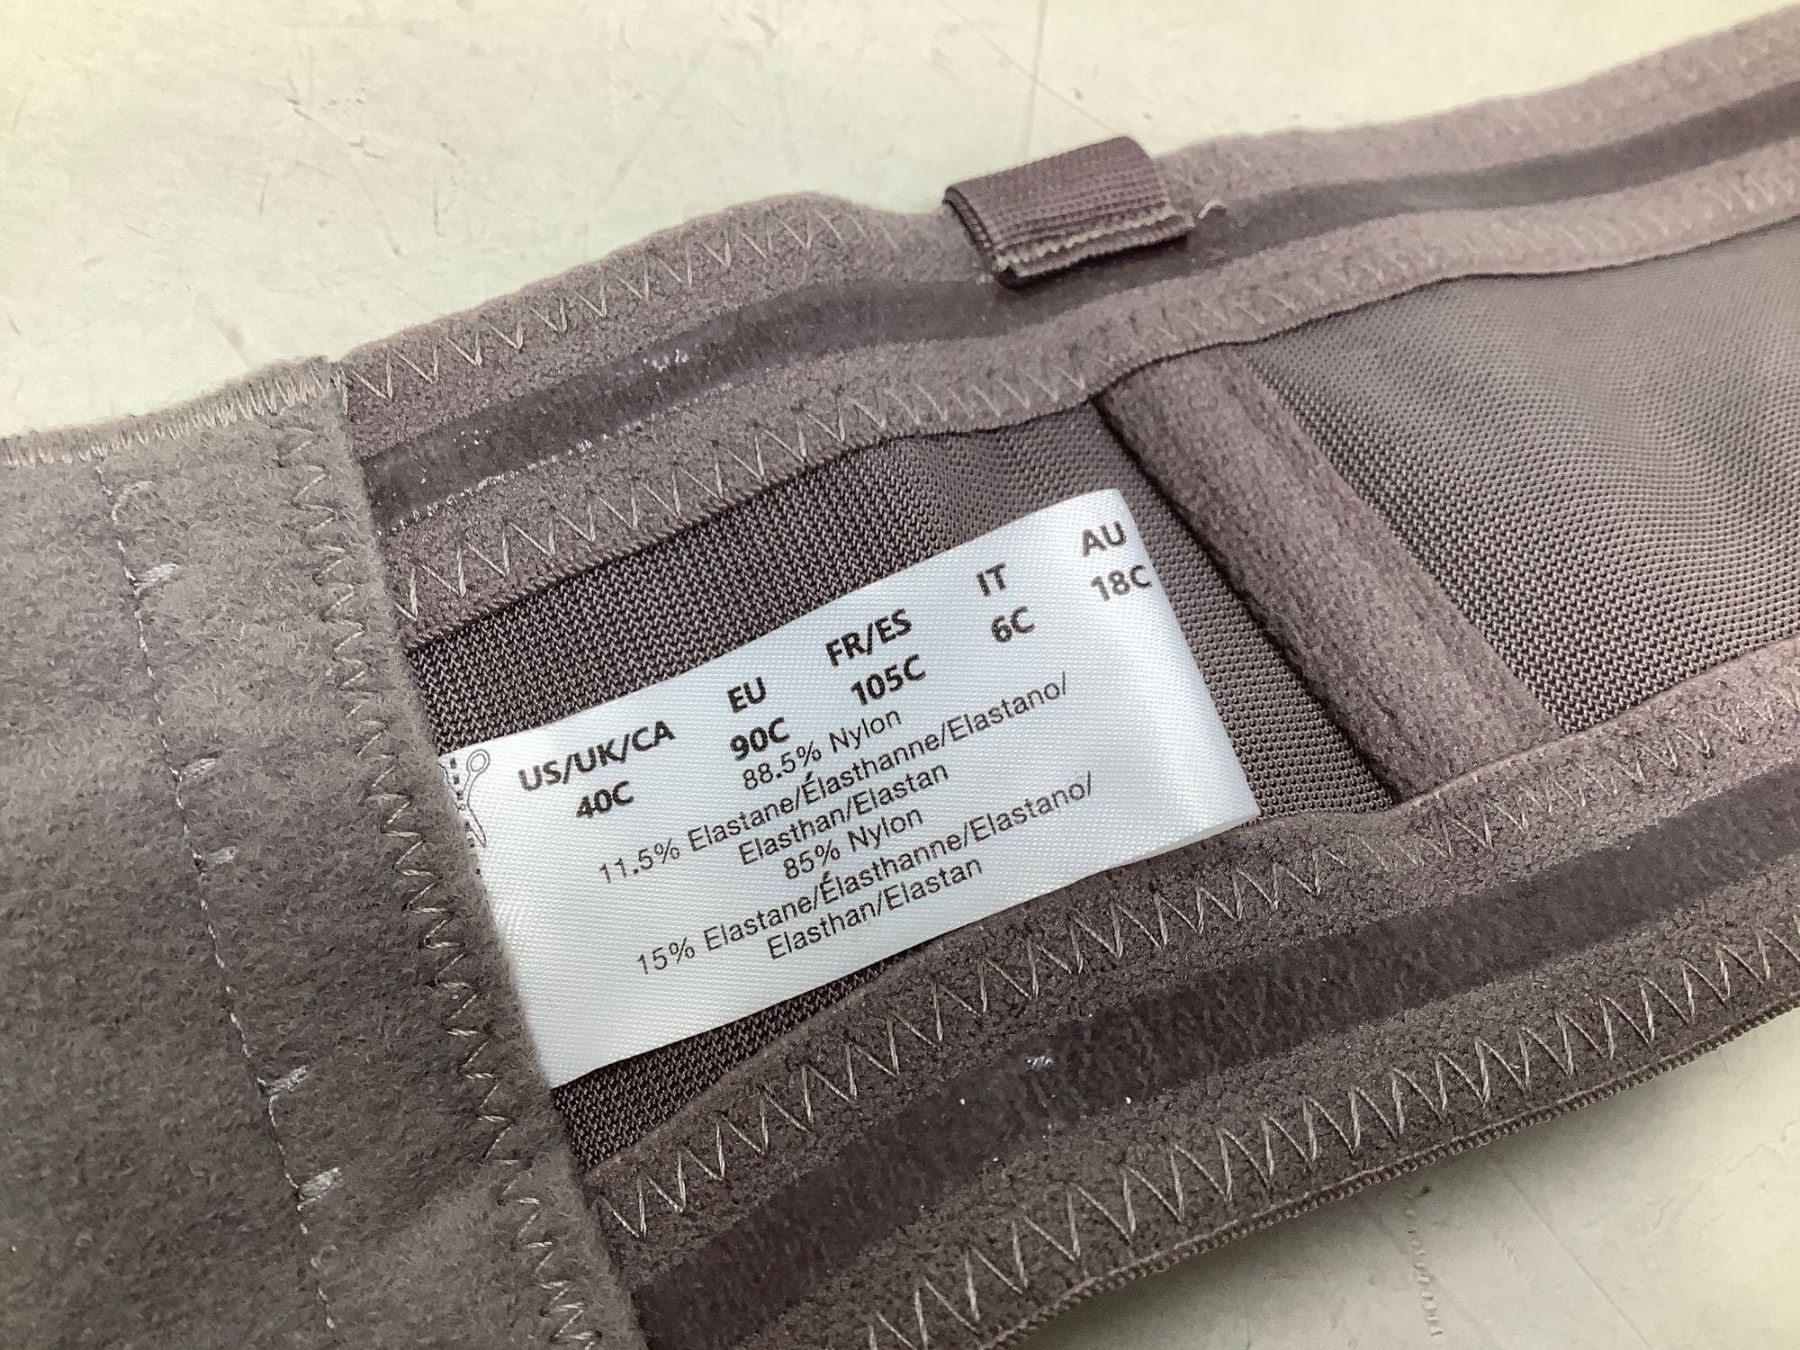 US/UK/CA EU FR/ES IT AU
40C 90C 105C 6C 18C
88.5% Nylon
11.5% Elastane/Élasthanne/Elastano/
Elasthan/Elastan
85% Nylon
15% Elastane/Élasthanne/Elastano/
Elasthan/Elastan